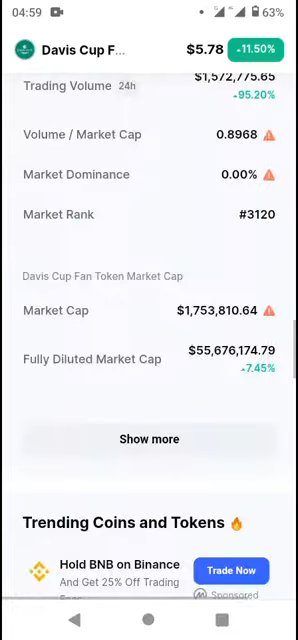 04:59
63%
Davis Cup F...
$5.78
11.50%
Trading Volume 24h
$1,572,775.65
95.20%
Volume / Market Cap
0.8968
Market Dominance
0.00%
Market Rank
#3120
Davis Cup Fan Token Market Cap
Market Cap
$1,753,810.64
Fully Diluted Market Cap
$55,676,174.79
7.45%
Show more
Trending Coins and Tokens 🔥
Hold BNB on Binance
And Get 25% Off Trading
Fees
Trade Now
Sponsored